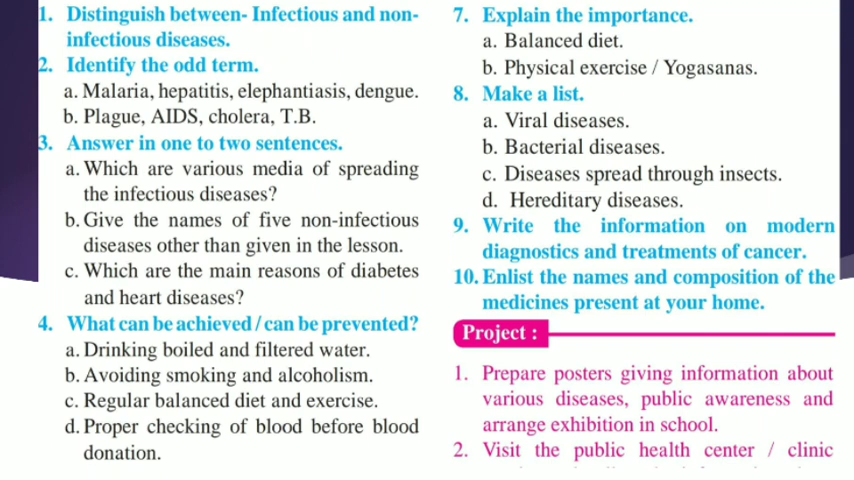 1. Distinguish between- Infectious and non-
infectious diseases.
2. Identify the odd term.
a. Malaria, hepatitis, elephantiasis, dengue.
b. Plague, AIDS, cholera, T.B.
3. Answer in one to two sentences.
a. Which are various media of spreading
the infectious diseases?
b. Give the names of five non-infectious
diseases other than given in the lesson.
c. Which are the main reasons of diabetes
and heart diseases?
4. What can be achieved / can be prevented?
a. Drinking boiled and filtered water.
b. Avoiding smoking and alcoholism.
c. Regular balanced diet and exercise.
d. Proper checking of blood before blood
donation.
7. Explain the importance.
a. Balanced diet.
b. Physical exercise / Yogasanas.
8. Make a list.
a. Viral diseases.
b. Bacterial diseases.
c. Diseases spread through insects.
d. Hereditary diseases.
9. Write the information on modern
diagnostics and treatments of cancer.
10. Enlist the names and composition of the
medicines present at your home.
Project :
1. Prepare posters giving information about
various diseases, public awareness and
arrange exhibition in school.
2. Visit the public health center / clinic